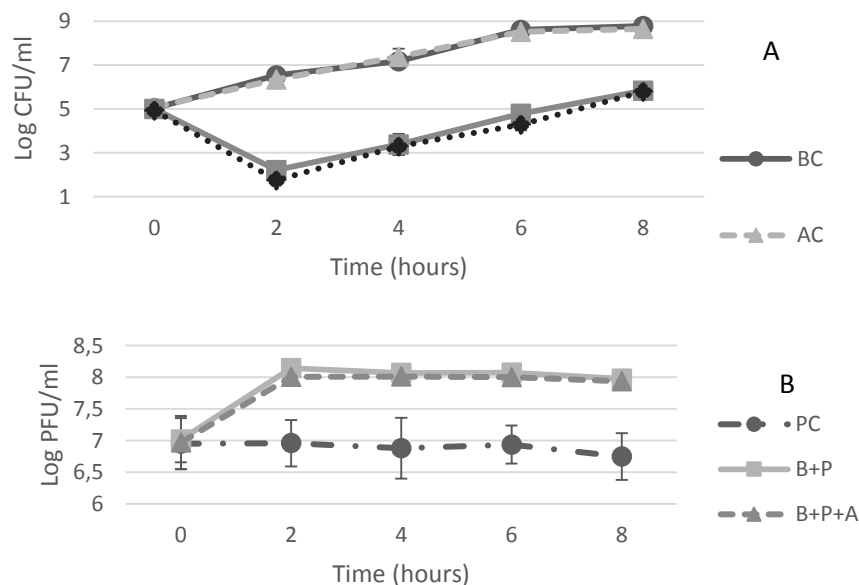 9
7
5
3
1
Log CFU/ml
0 2 4 6 8
Time (hours)
A
BC
AC
8,5
8
7,5
7
6,5
6
Log PFU/ml
0 2 4 6 8
Time (hours)
B
PC
B+P
B+P+A